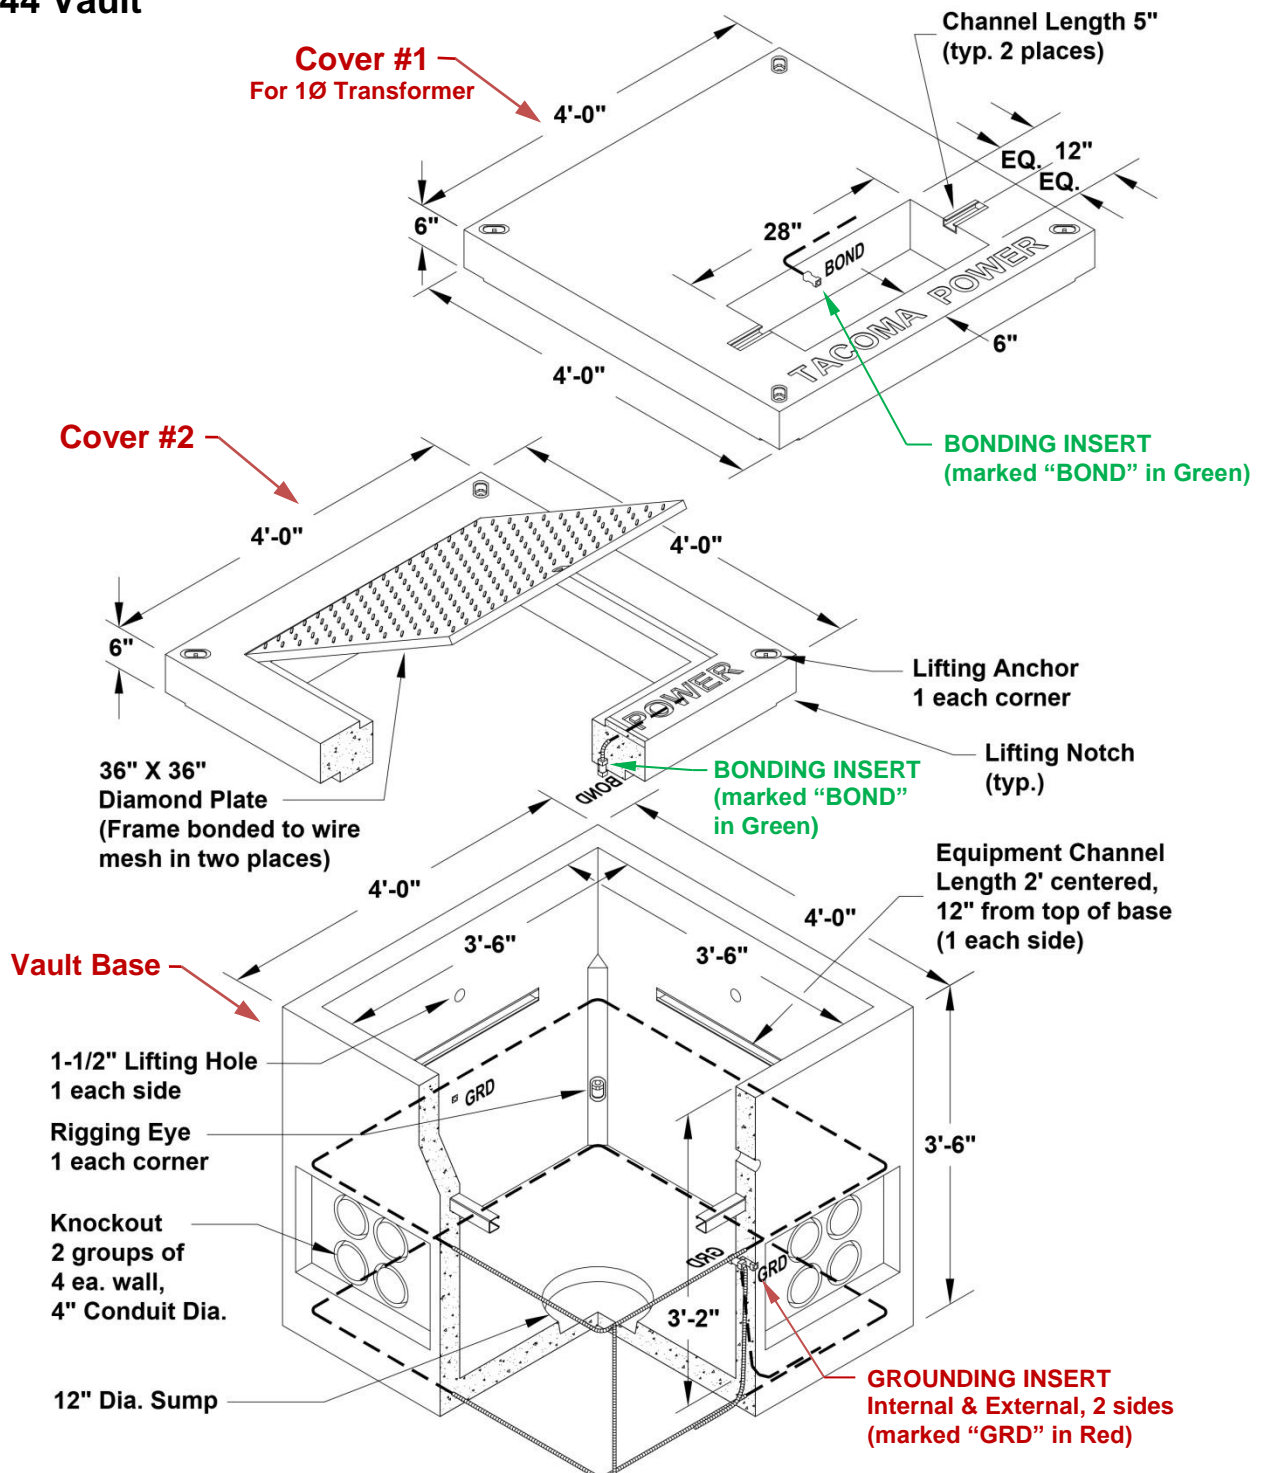 44 Vault
Channel Length 5"
(typ. 2 places)
Cover #1
For 1Ø Transformer
4'-0"
12"
EQ.
EQ.
6"
28"
BOND
TACOMA POWER
6"
4'-0"
BONDING INSERT
(marked “BOND” in Green)
Cover #2
4'-0"
4'-0"
6"
POWER
Lifting Anchor
1 each corner
Lifting Notch
(typ.)
36" X 36"
Diamond Plate
(Frame bonded to wire
mesh in two places)
BONDING INSERT
(marked “BOND”
in Green)
BOND
Equipment Channel
Length 2' centered,
12" from top of base
(1 each side)
4'-0"
4'-0"
3'-6"
3'-6"
Vault Base
1-1/2" Lifting Hole
1 each side
GRD
Rigging Eye
1 each corner
3'-6"
Knockout
2 groups of
4 ea. wall,
4" Conduit Dia.
GRD
GRD
3'-2"
12" Dia. Sump
GROUNDING INSERT
Internal & External, 2 sides
(marked “GRD” in Red)